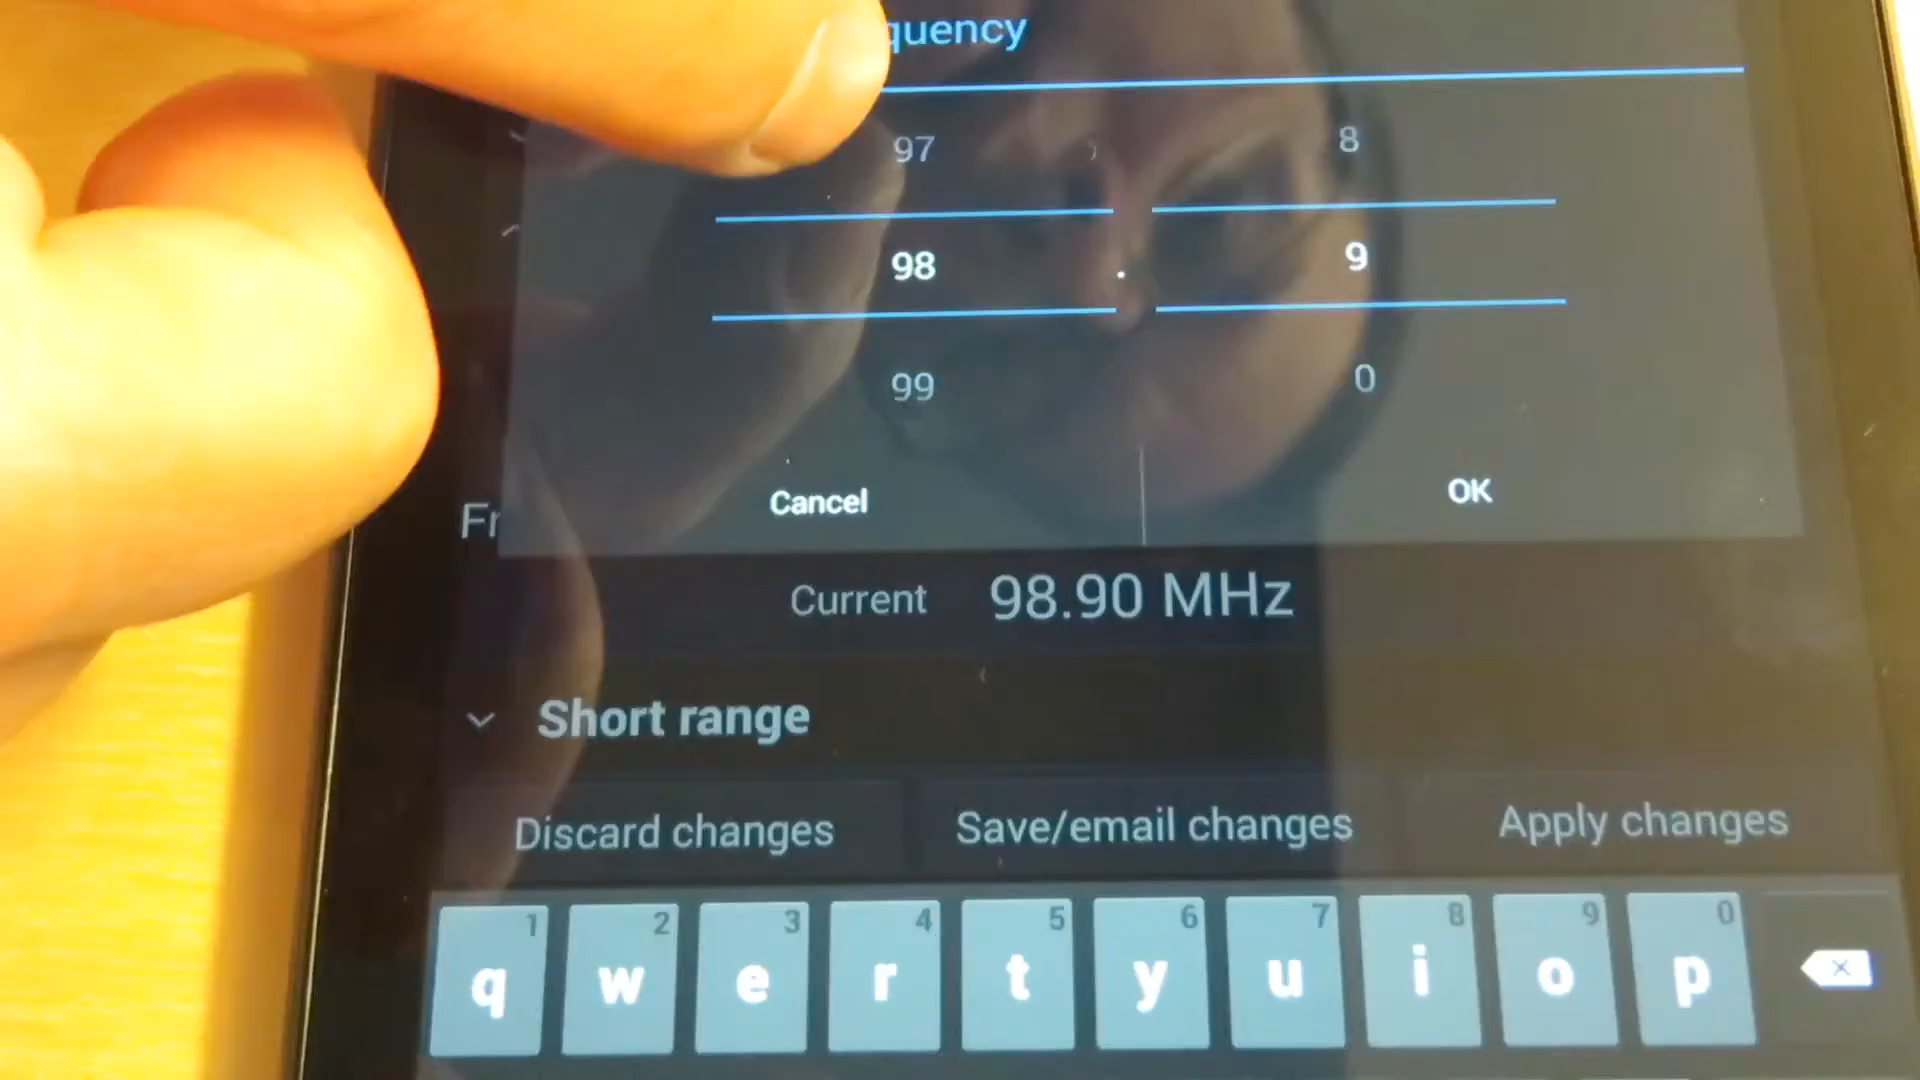 quency
97 8
98 . 9
99 0
Cancel OK
Fr
Current 98.90 MHz
Short range
Discard changes Save/email changes Apply changes
1 2 3 4 5 6 7 8 9 0
q w e r t y u i o p